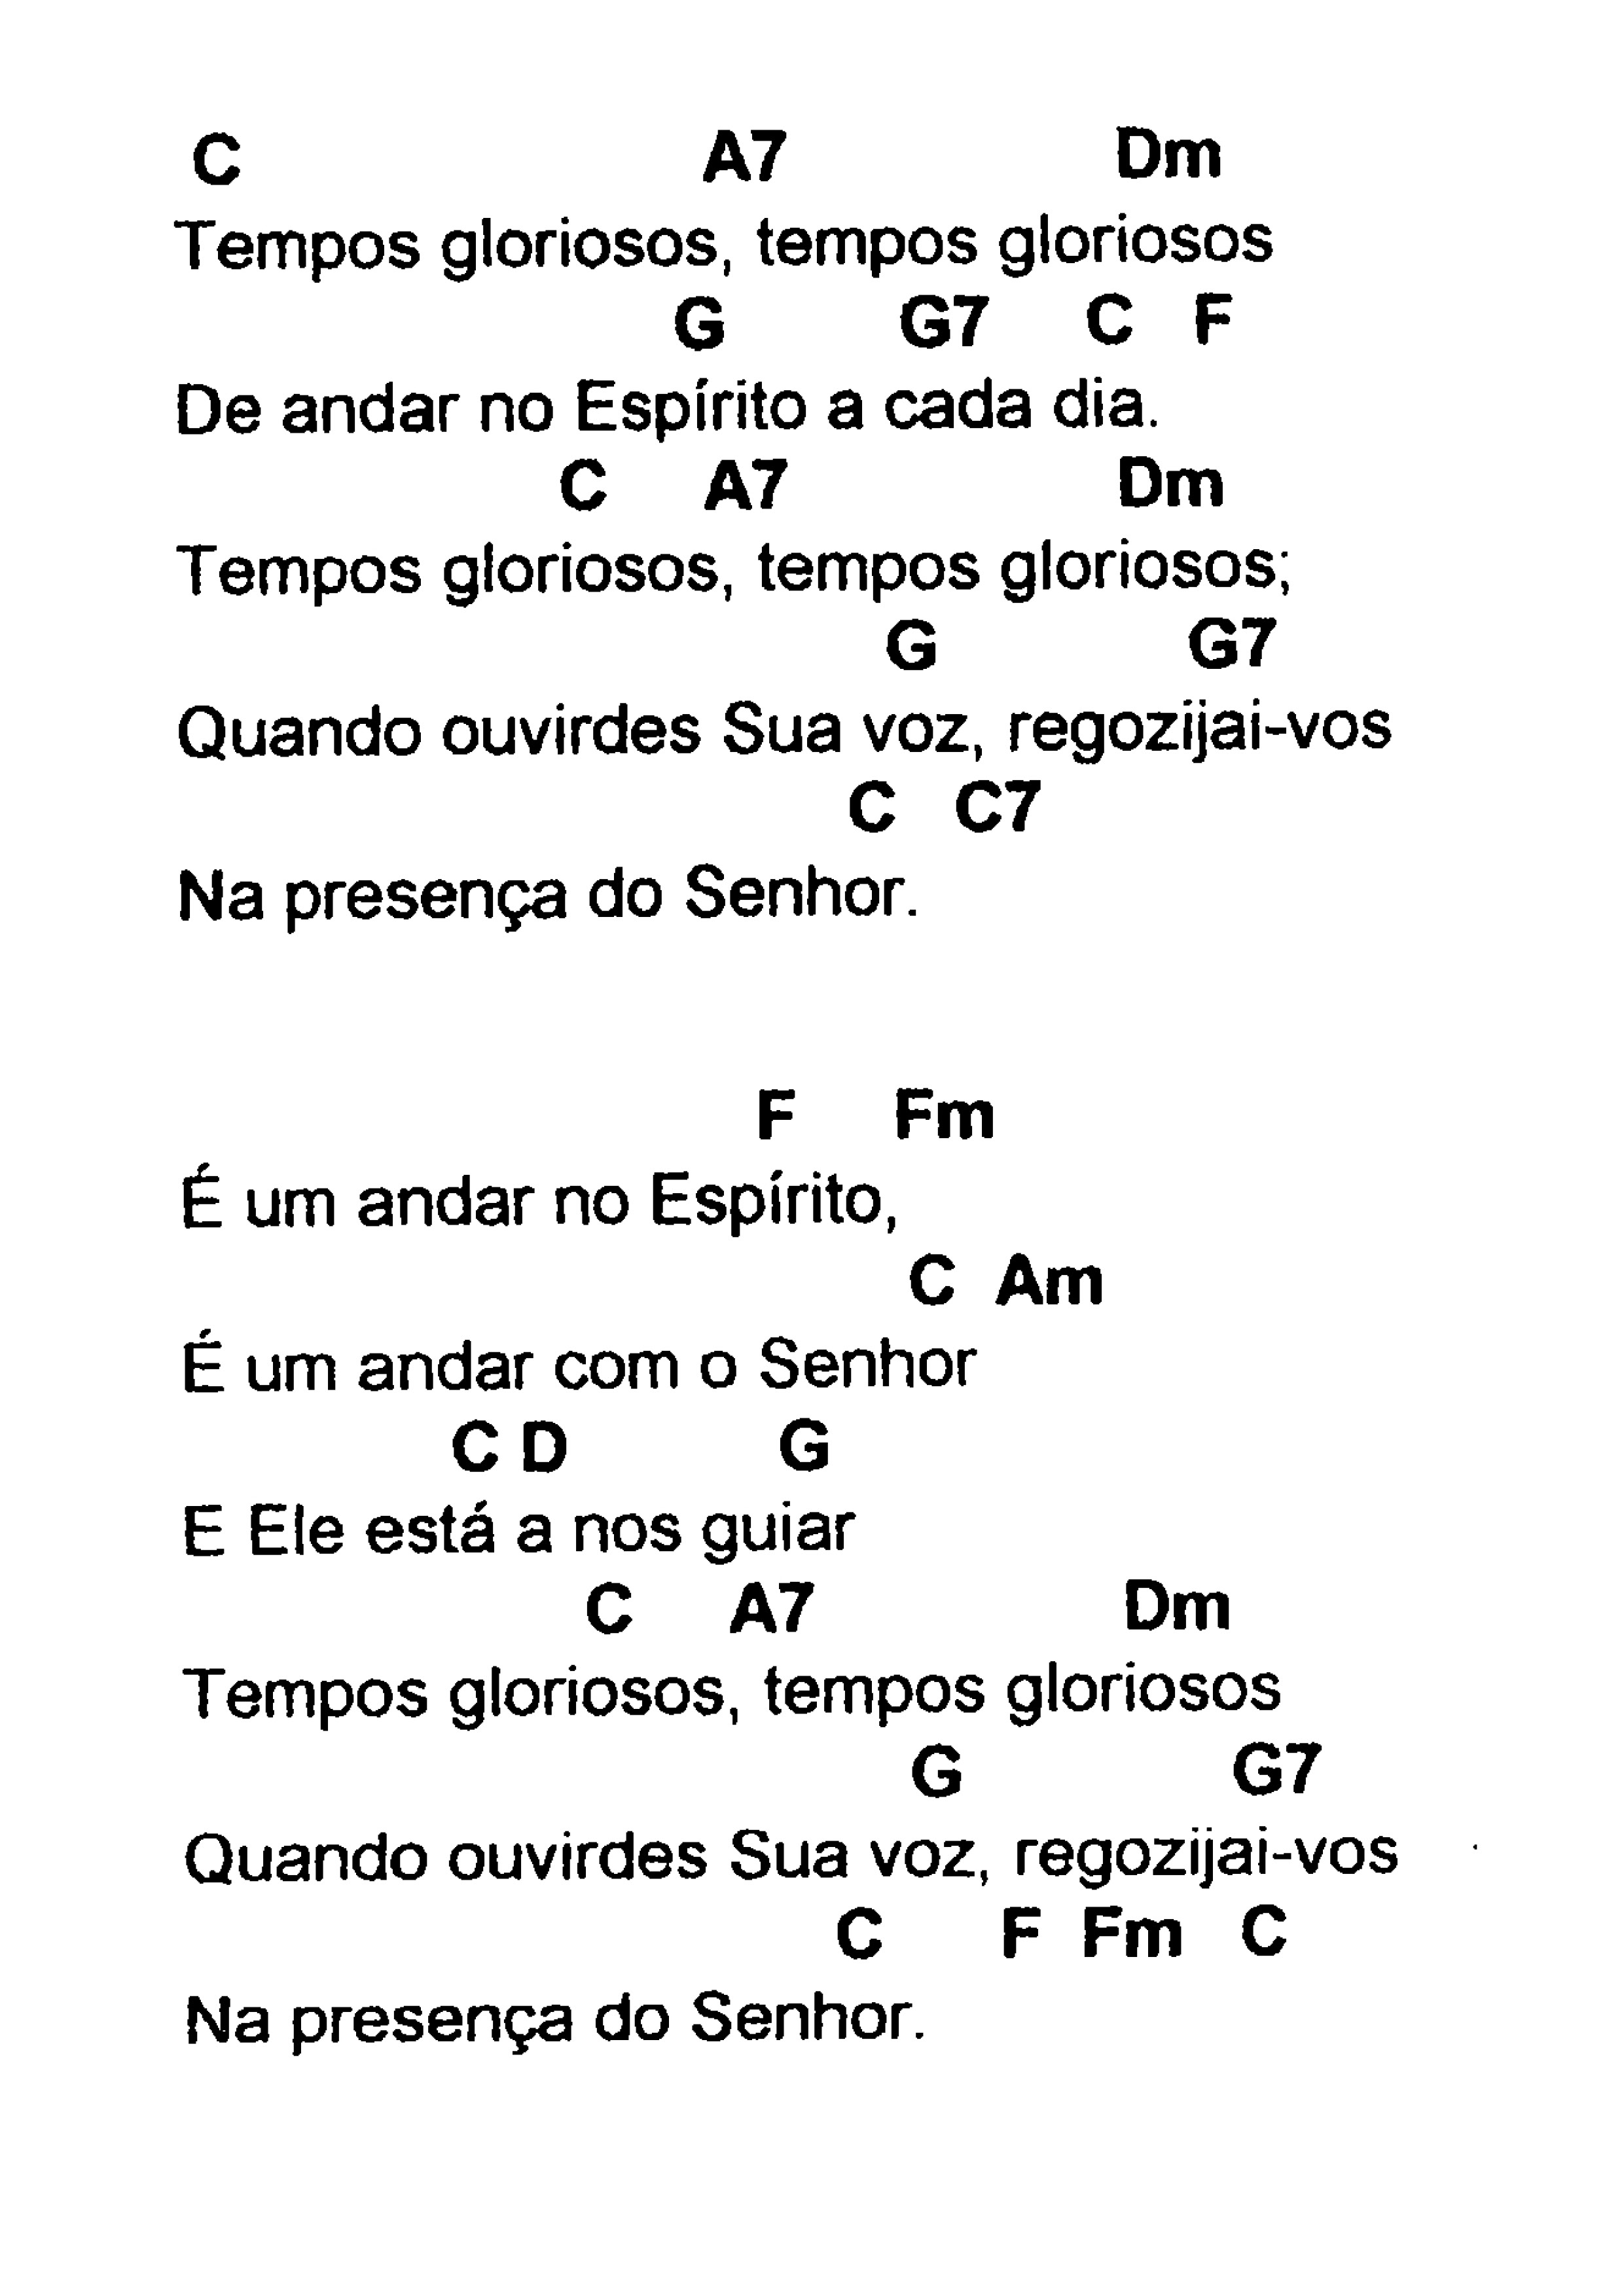 C A7 Dm
Tempos gloriosos, tempos gloriosos
G G7 C F
De andar no Espírito a cada dia.
C A7 Dm
Tempos gloriosos, tempos gloriosos;
G G7
Quando ouvirdes Sua voz, regozijai-vos
C C7
Na presença do Senhor.
F Fm
É um andar no Espírito,
C Am
É um andar com o Senhor
C D G
E Ele está a nos guiar
C A7 Dm
Tempos gloriosos, tempos gloriosos
G G7
Quando ouvirdes Sua voz, regozijai-vos
C F Fm C
Na presença do Senhor.